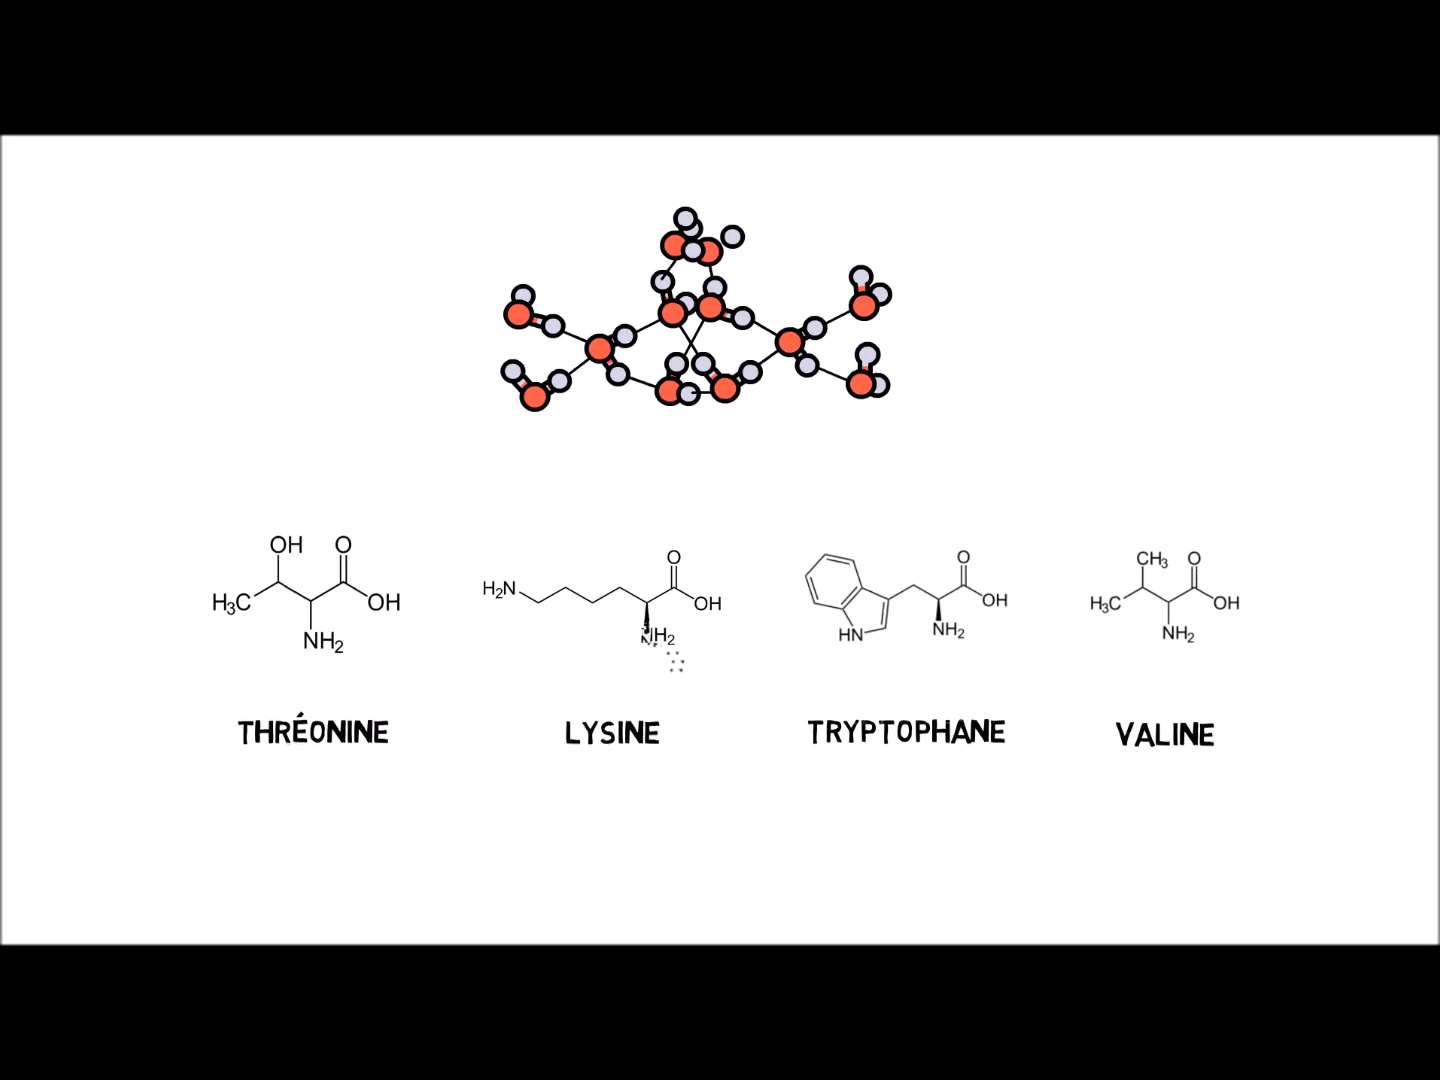 OH O
H₃C OH
NH₂
O
H₂N OH
NH₂
O
OH
HN NH₂
CH₃ O
H₃C OH
NH₂
THRÉONINE LYSINE TRYPTOPHANE VALINE